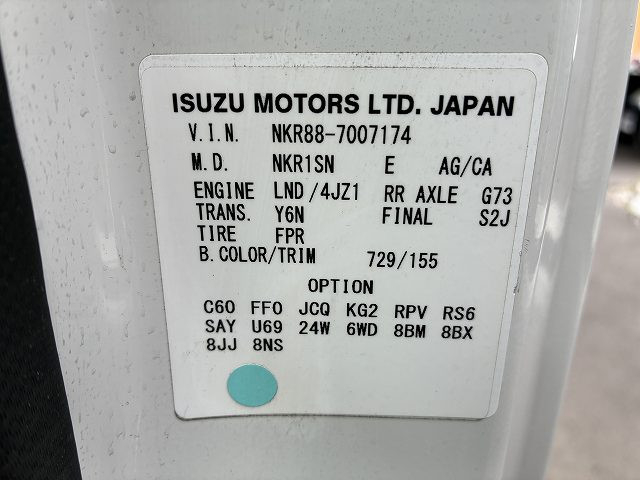 ISUZU MOTORS LTD. JAPAN
V.I.N. NKR88-7007174
M.D. NKR1SN E AG/CA
ENGINE LND/4JZ1 RR AXLE G73
TRANS. Y6N FINAL S2J
TIRE FPR
B.COLOR/TRIM 729/155
OPTION
C60 FF0 JCQ KG2 RPV RS6
SAY U69 24W 6WD 8BM 8BX
8JJ 8NS